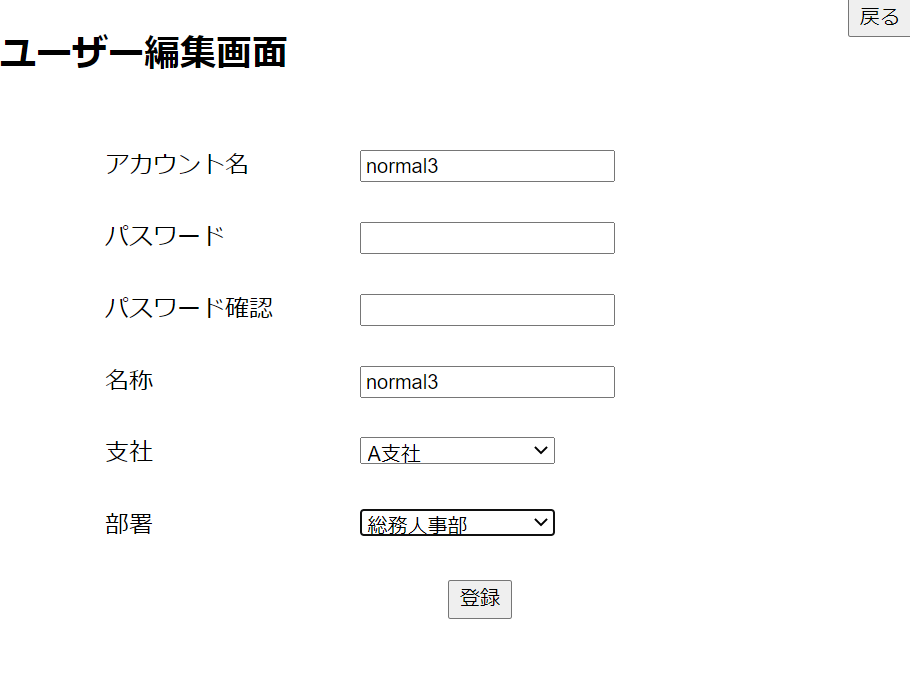 戻る
ユーザー編集画面
アカウント名 normal3
パスワード
パスワード確認
名称 normal3
支社 A支社
部署 総務人事部
登録